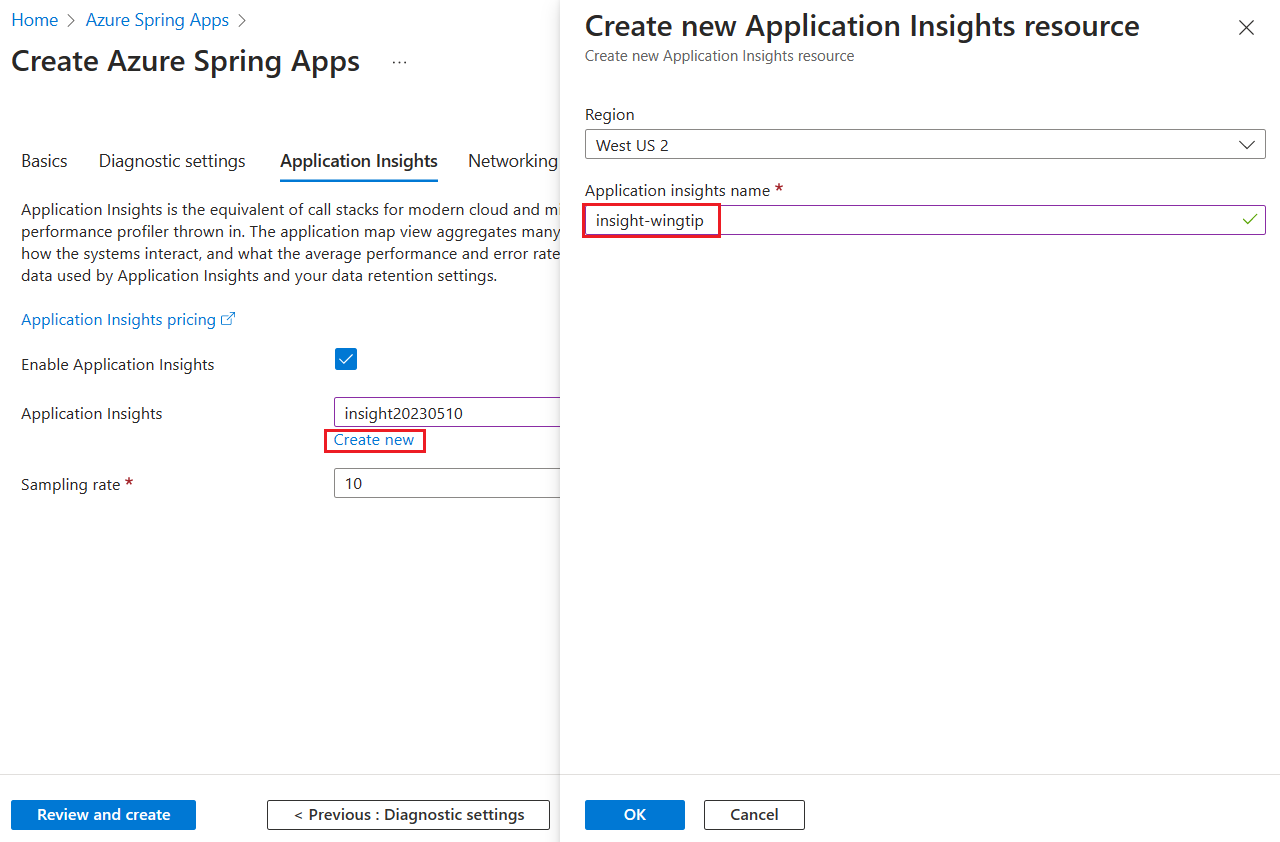 Home > Azure Spring Apps >
Create Azure Spring Apps ...
Basics Diagnostic settings Application Insights Networking
Application Insights is the equivalent of call stacks for modern cloud and
performance profiler thrown in. The application map view aggregates many
how the systems interact, and what the average performance and error rate
data used by Application Insights and your data retention settings.
Application Insights pricing
Enable Application Insights
Application Insights
insight20230510
Create new
Sampling rate *
10
Review and create
< Previous : Diagnostic settings
Create new Application Insights resource
Create new Application Insights resource
Region
West US 2
Application insights name *
insight-wingtip
OK
Cancel